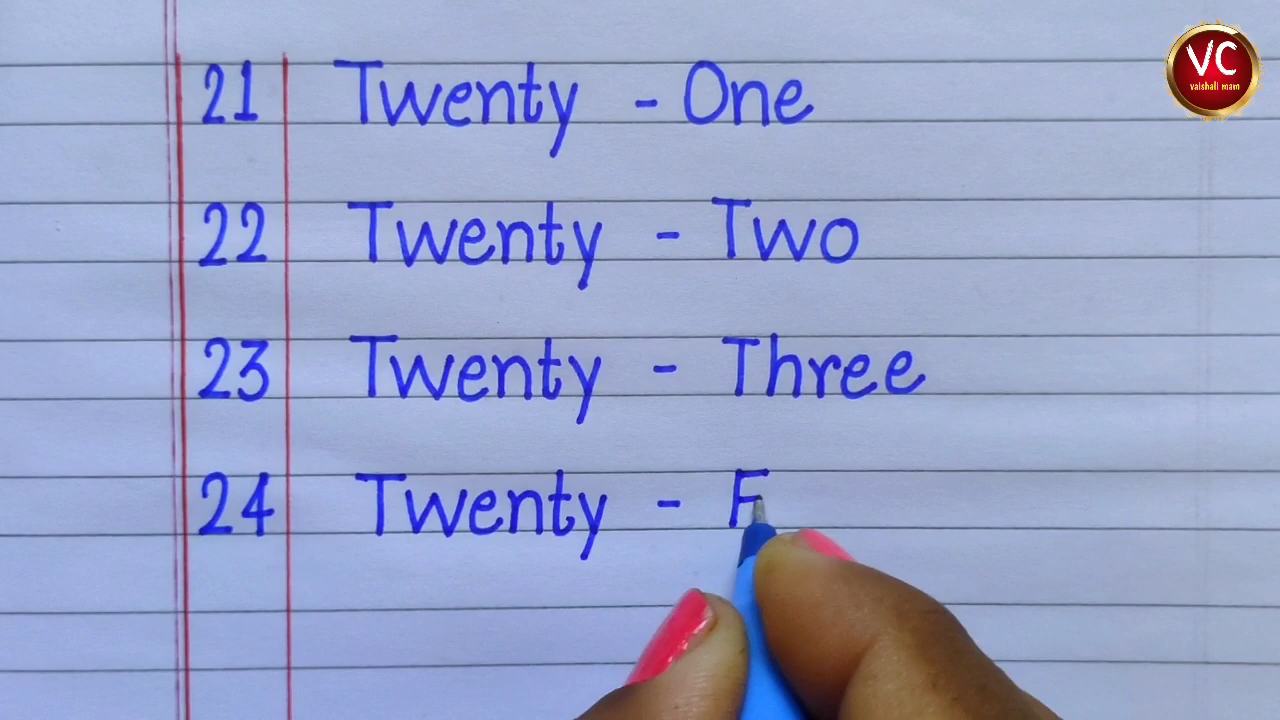 VC
vaishali mam
21 Twenty - One
22 Twenty - Two
23 Twenty - Three
24 Twenty - F